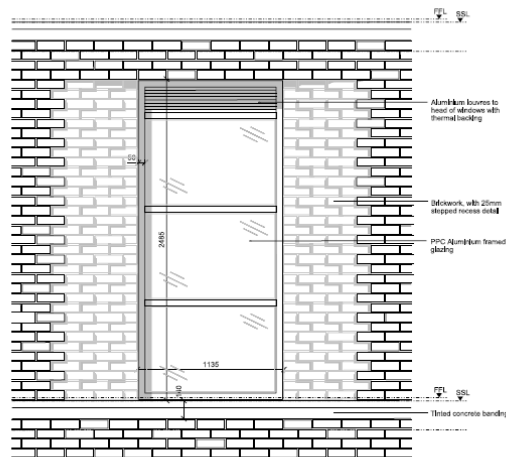 FFL
SSL
Aluminium louvres to
head of windows with
thermal backing
Brickwork, with 25mm
stepped recess detail
PPC Aluminium framed
glazing
2485
1135
FFL
SSL
Tinted concrete banding